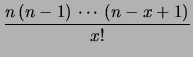 n (n − 1) ⋯ (n − x + 1)
x!